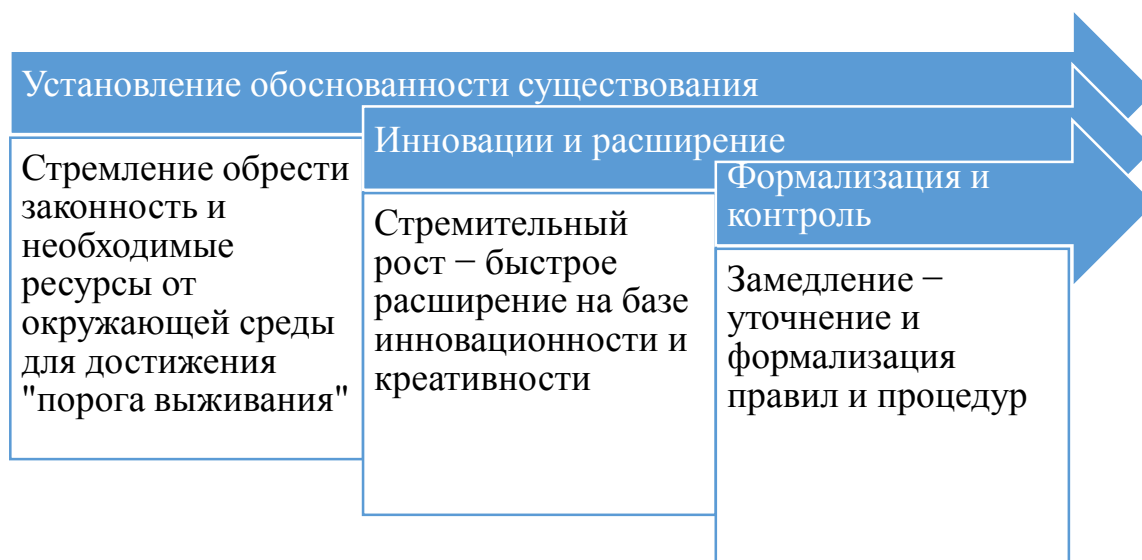 Установление обоснованности существования
Стремление обрести
законность и
необходимые
ресурсы от
окружающей среды
для достижения
"порога выживания"
Инновации и расширение
Стремительный
рост − быстрое
расширение на базе
инновационности и
креативности
Формализация и
контроль
Замедление −
уточнение и
формализация
правил и процедур